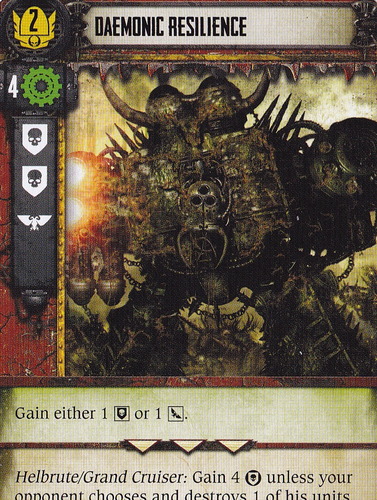 2
DAEMONIC RESILIENCE
4
Gain either 1 or 1 .
Helbrute/Grand Cruiser: Gain 4 unless your
opponent chooses and destroys 1 of his units